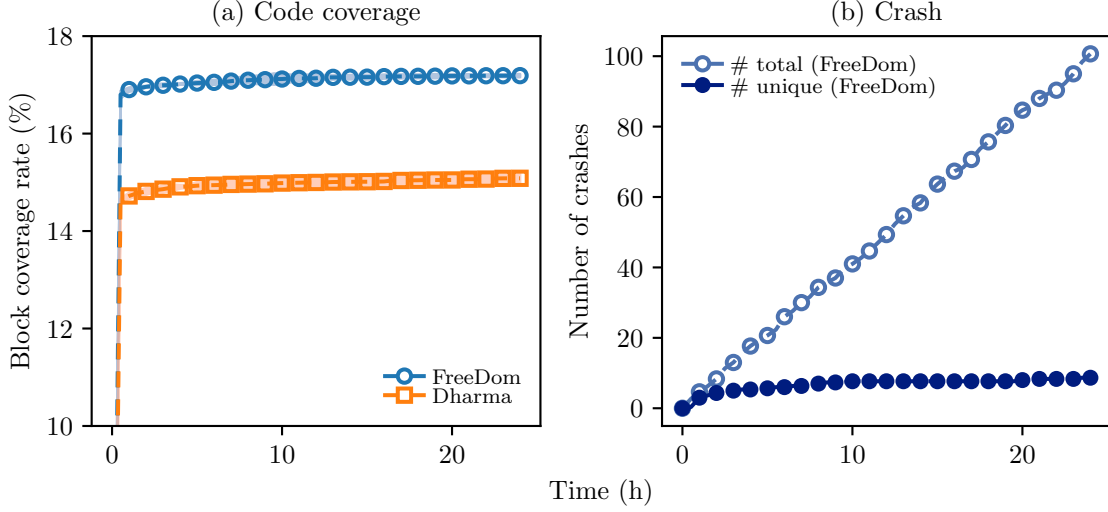 (a) Code coverage
Block coverage rate (%)
18
16
14
12
10
0
10
20
FreeDom
Dharma
(b) Crash
Number of crashes
100
80
60
40
20
0
0
10
20
# total (FreeDom)
# unique (FreeDom)
Time (h)